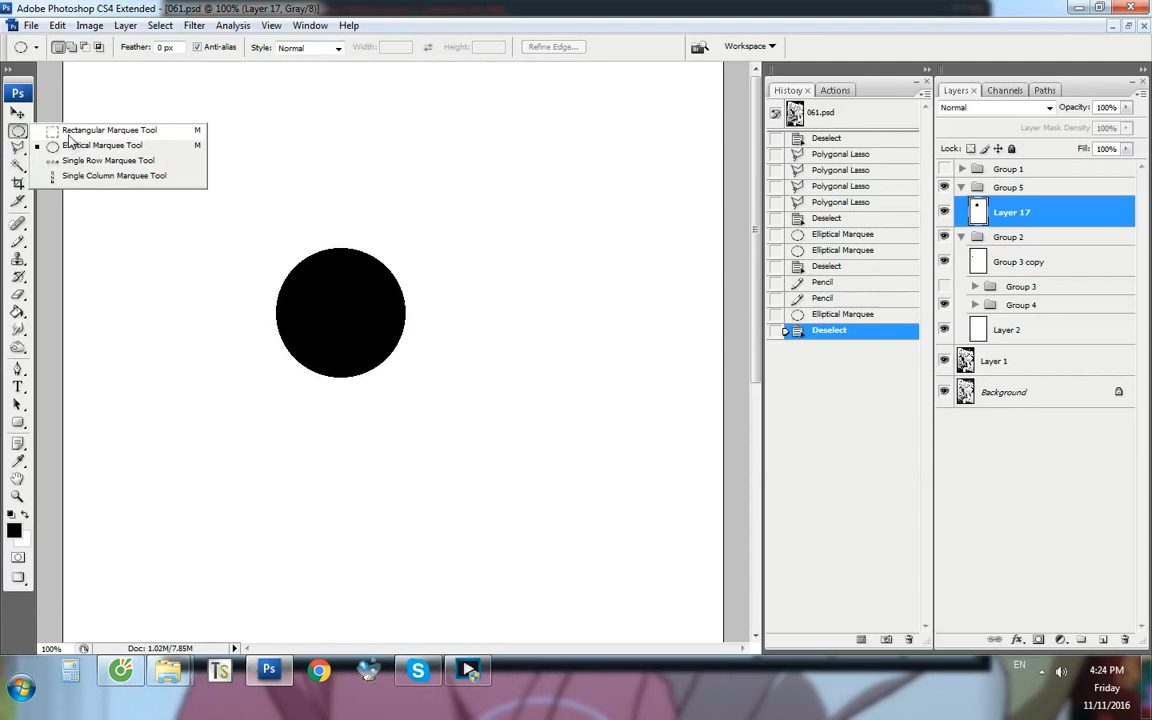 Adobe Photoshop CS4 Extended - [061.psd @ 100% (Layer 17, Gray/8)]
File Edit Image Layer Select Filter Analysis View Window Help
Feather: 0 px Anti-alias Style: Normal Width: Height: Refine Edge... Workspace
Ps
Rectangular Marquee Tool M
Elliptical Marquee Tool M
Single Row Marquee Tool
Single Column Marquee Tool
T
History Actions
061.psd
Deselect
Polygonal Lasso
Polygonal Lasso
Polygonal Lasso
Polygonal Lasso
Deselect
Elliptical Marquee
Elliptical Marquee
Deselect
Pencil
Pencil
Elliptical Marquee
Deselect
Layers Channels Paths
Normal Opacity: 100%
Layer Mask Density: 100%
Lock: Fill: 100%
Group 1
Group 5
Layer 17
Group 2
Group 3 copy
Group 3
Group 4
Layer 2
Layer 1
Background
fx
100% Doc: 1.02M/7.85M
TS Ps S
EN
4:24 PM
Friday
11/11/2016